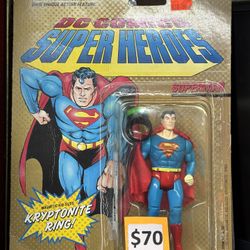 DC COMICS
SUPER HEROES
SUPERMAN
KRYPTONITE
RING!
$70